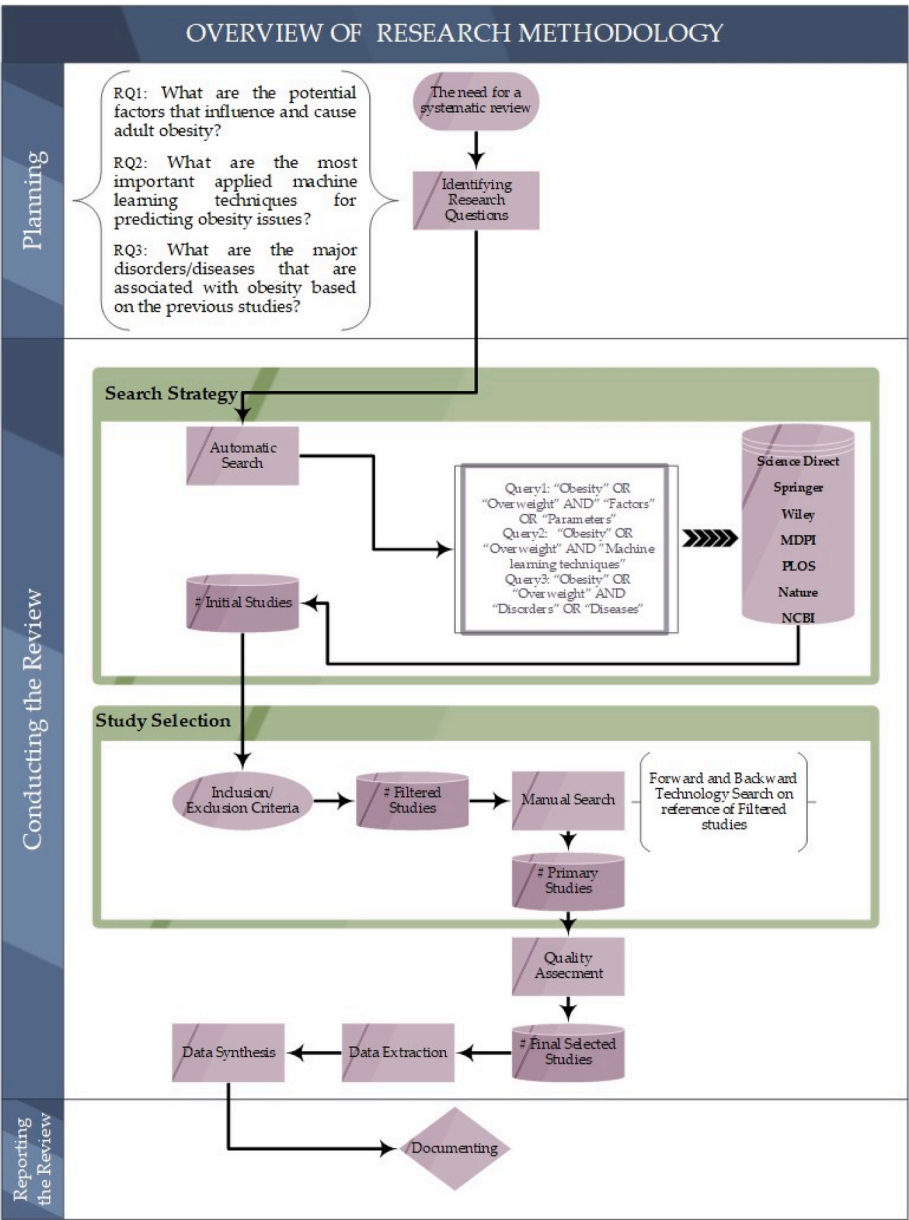 OVERVIEW OF RESEARCH METHODOLOGY
Planning
RQ1: What are the potential
factors that influence and cause
adult obesity?
RQ2: What are the most
important applied machine
learning techniques for
predicting obesity issues?
RQ3: What are the major
disorders/diseases that are
associated with obesity based
on the previous studies?
The need for a
systematic review
Identifying
Research
Questions
Conducting the Review
Search Strategy
Automatic
Search
Query1: “Obesity” OR
“Overweight” AND” “Factors”
OR “Parameters”
Query2: “Obesity” OR
“Overweight” AND “Machine
learning techniques”
Query3: “Obesity” OR
“Overweight” AND
“Disorders” OR “Diseases”
Science Direct
Springer
Wiley
MDPI
PLOS
Nature
NCBI
# Initial Studies
Study Selection
Inclusion/
Exclusion Criteria
# Filtered
Studies
Manual Search
Forward and Backward
Technology Search on
reference of Filtered
studies
# Primary
Studies
Quality
Assecment
# Final Selected
Studies
Data Extraction
Data Synthesis
Reporting
the Review
Documenting